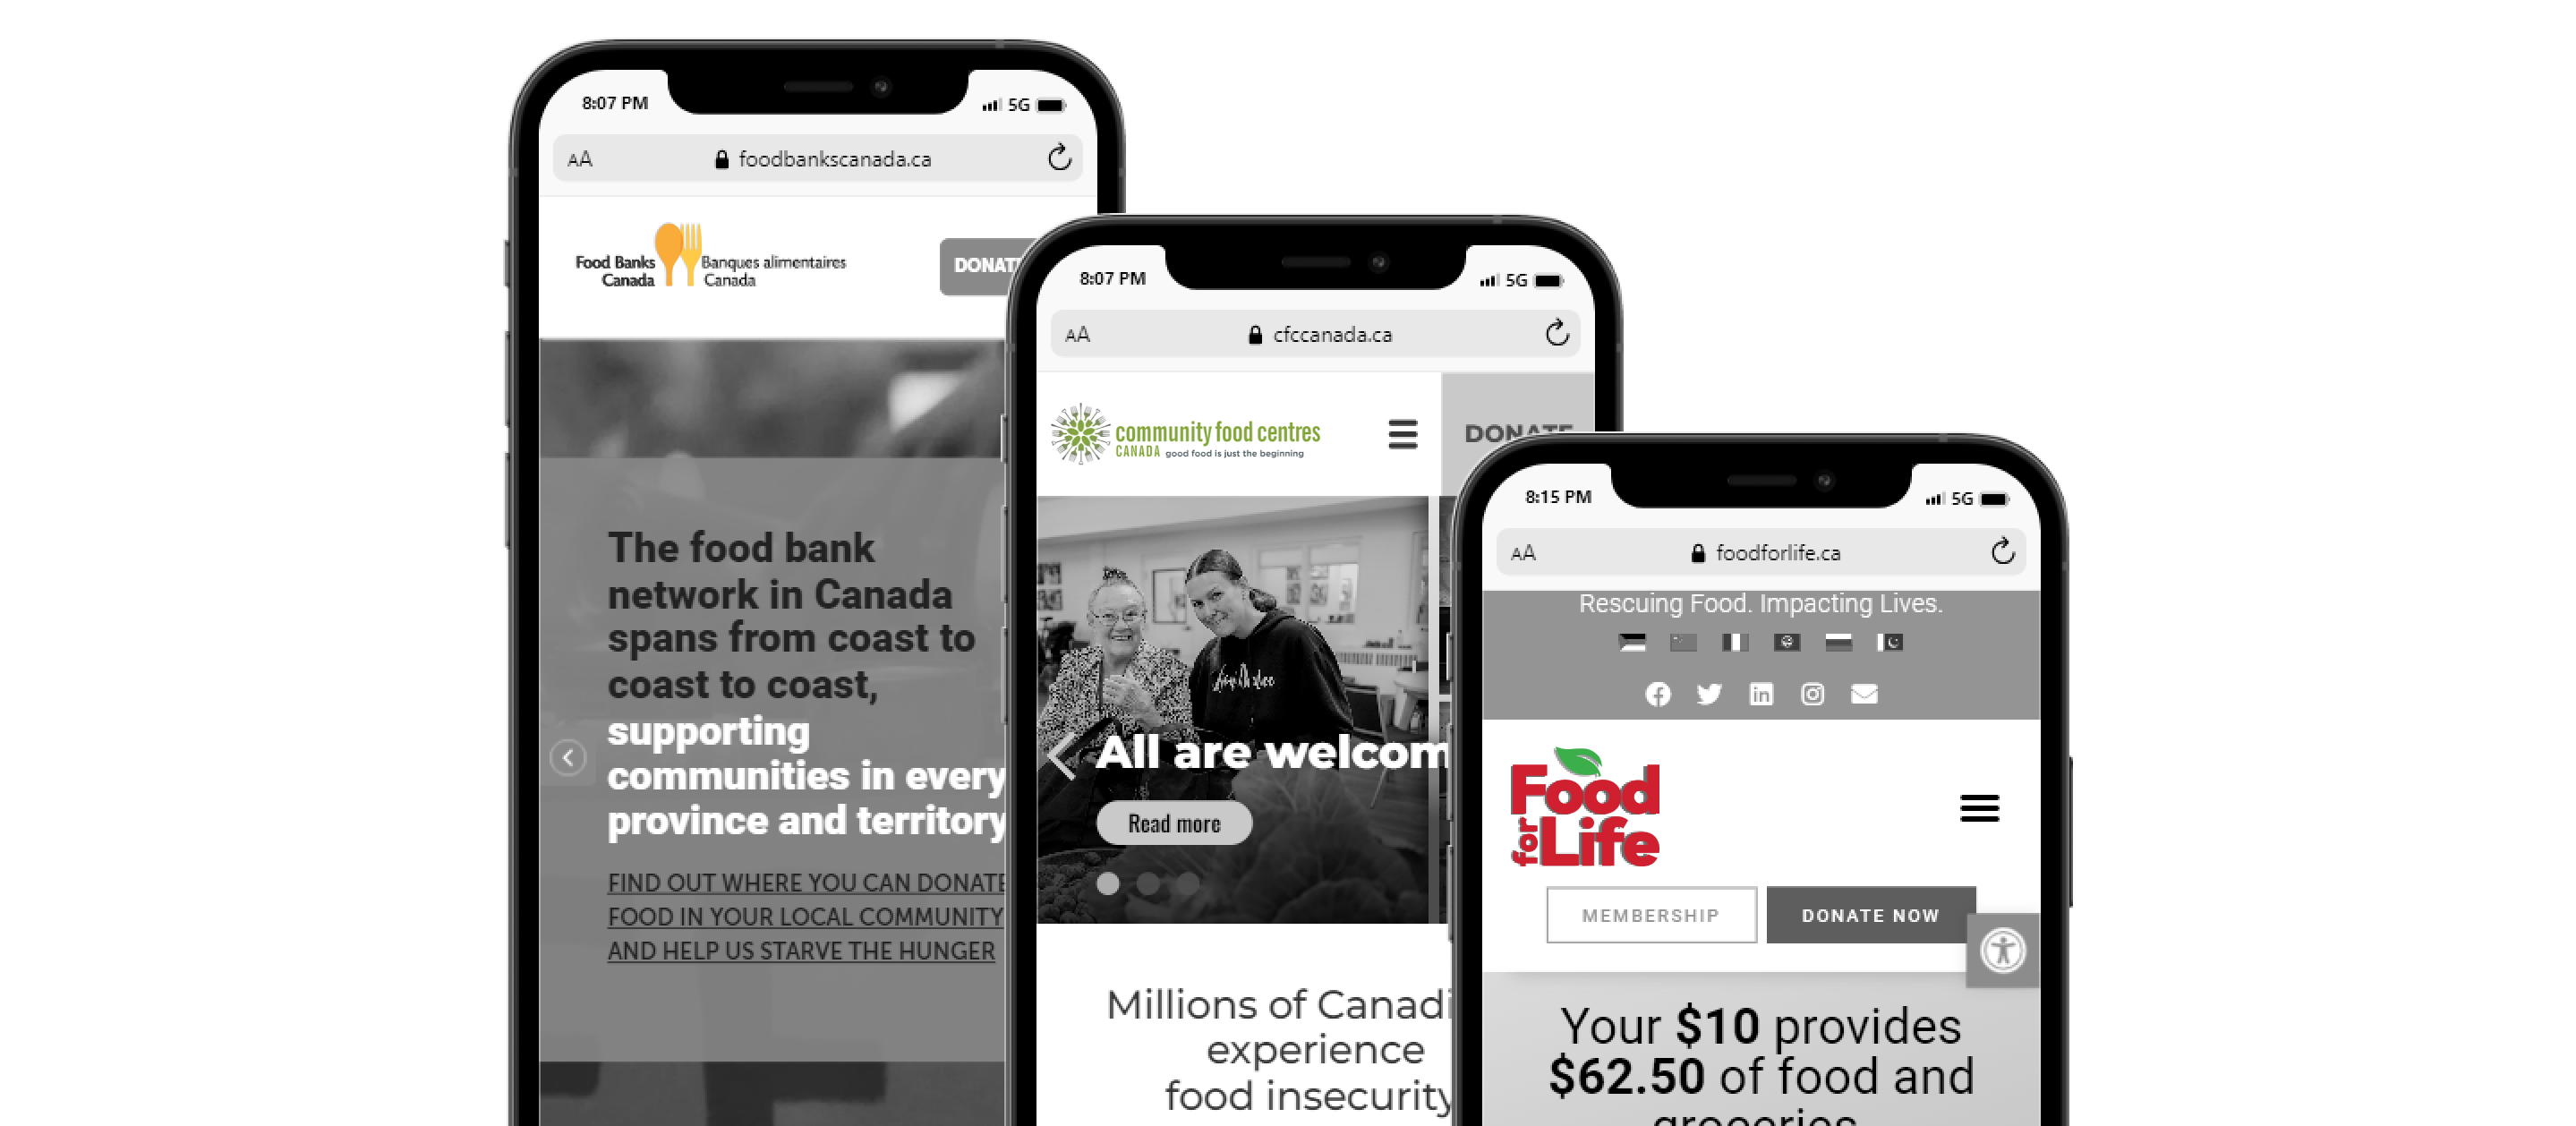 8:07 PM
5G
AA
foodbankscanada.ca
Food Banks
Canada
Banques alimentaires
Canada
DONAT
The food bank
network in Canada
spans from coast to
coast to coast,
supporting
communities in every
province and territory
FIND OUT WHERE YOU CAN DONATE
FOOD IN YOUR LOCAL COMMUNITY
AND HELP US STARVE THE HUNGER
8:07 PM
5G
AA
cfccanada.ca
community food centres
CANADA good food is just the beginning
DONATE
All are welcom
Read more
Millions of Canadi
experience
food insecurity
8:15 PM
5G
AA
foodforlife.ca
Rescuing Food. Impacting Lives.
Food
for Life
MEMBERSHIP
DONATE NOW
Your $10 provides
$62.50 of food and
groceries